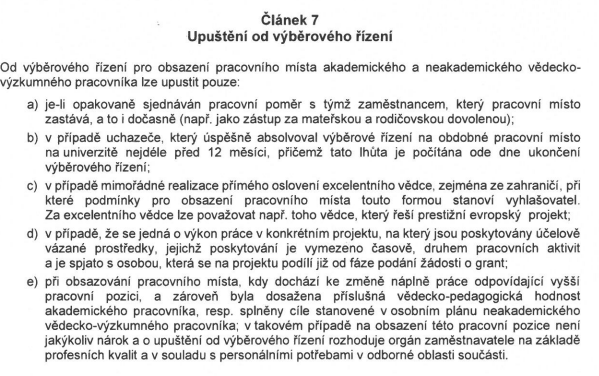 Článek 7
Upuštění od výběrového řízení
Od výběrového řízení pro obsazení pracovního místa akademického a neakademického vědecko-
výzkumného pracovníka lze upustit pouze:
a) je-li opakovaně sjednáván pracovní poměr s týmž zaměstnancem, který pracovní místo
zastává, a to i dočasně (např. jako zástup za mateřskou a rodičovskou dovolenou);
b) v případě uchazeče, který úspěšně absolvoval výběrové řízení na obdobné pracovní místo
na univerzitě nejdéle před 12 měsíci, přičemž tato lhůta je počítána ode dne ukončení
výběrového řízení;
c) v případě mimořádné realizace přímého oslovení excelentního vědce, zejména ze zahraničí, při
které podmínky pro obsazení pracovního místa touto formou stanoví vyhlašovatel.
Za excelentního vědce lze považovat např. toho vědce, který řeší prestižní evropský projekt;
d) v případě, že se jedná o výkon práce v konkrétním projektu, na který jsou poskytovány účelově
vázané prostředky, jejichž poskytování je vymezeno časově, druhem pracovních aktivit
a je spjato s osobou, která se na projektu podílí již od fáze podání žádosti o grant;
e) při obsazování pracovního místa, kdy dochází ke změně náplně práce odpovídající vyšší
pracovní pozici, a zároveň byla dosažena příslušná vědecko-pedagogická hodnost
akademického pracovníka, resp. splněny cíle stanovené v osobním plánu neakademického
vědecko-výzkumného pracovníka; v takovém případě na obsazení této pracovní pozice není
jakýkoliv nárok a o upuštění od výběrového řízení rozhoduje orgán zaměstnavatele na základě
profesních kvalit a v souladu s personálními potřebami v odborné oblasti součásti.